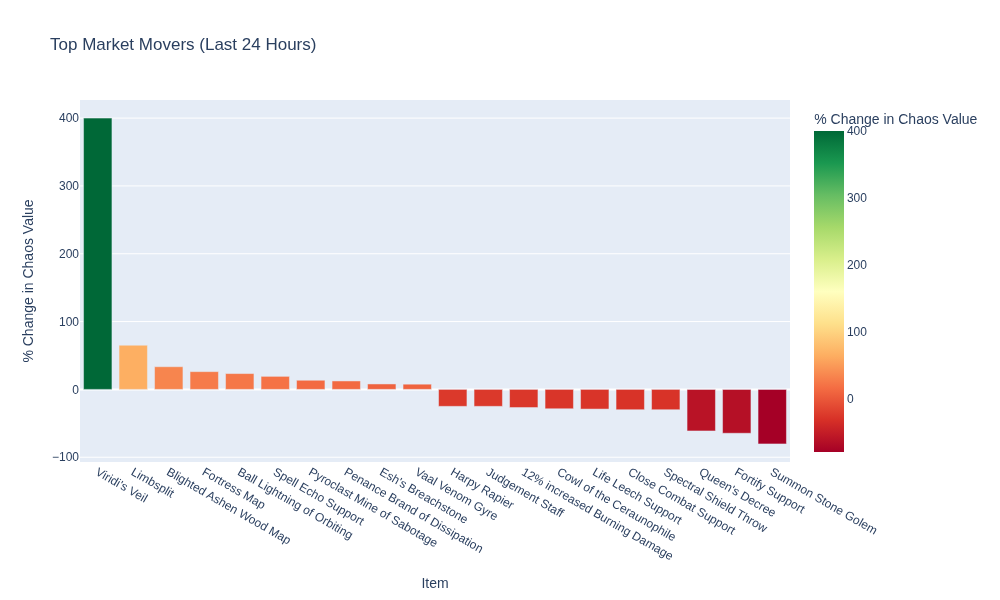 Top Market Movers (Last 24 Hours)
% Change in Chaos Value
400
300
200
100
0
−100
Viridi's Veil
Limbsplit
Blighted Ashen Wood Map
Fortress Map
Ball Lightning of Orbiting
Spell Echo Support
Pyroclast Mine of Sabotage
Penance Brand of Dissipation
Esh's Breachstone
Vaal Venom Gyre
Harpy Rapier
Judgement Staff
12% increased Burning Damage
Cowl of the Ceraunophile
Life Leech Support
Close Combat Support
Spectral Shield Throw
Queen's Decree
Fortify Support
Summon Stone Golem
Item
% Change in Chaos Value
400
300
200
100
0